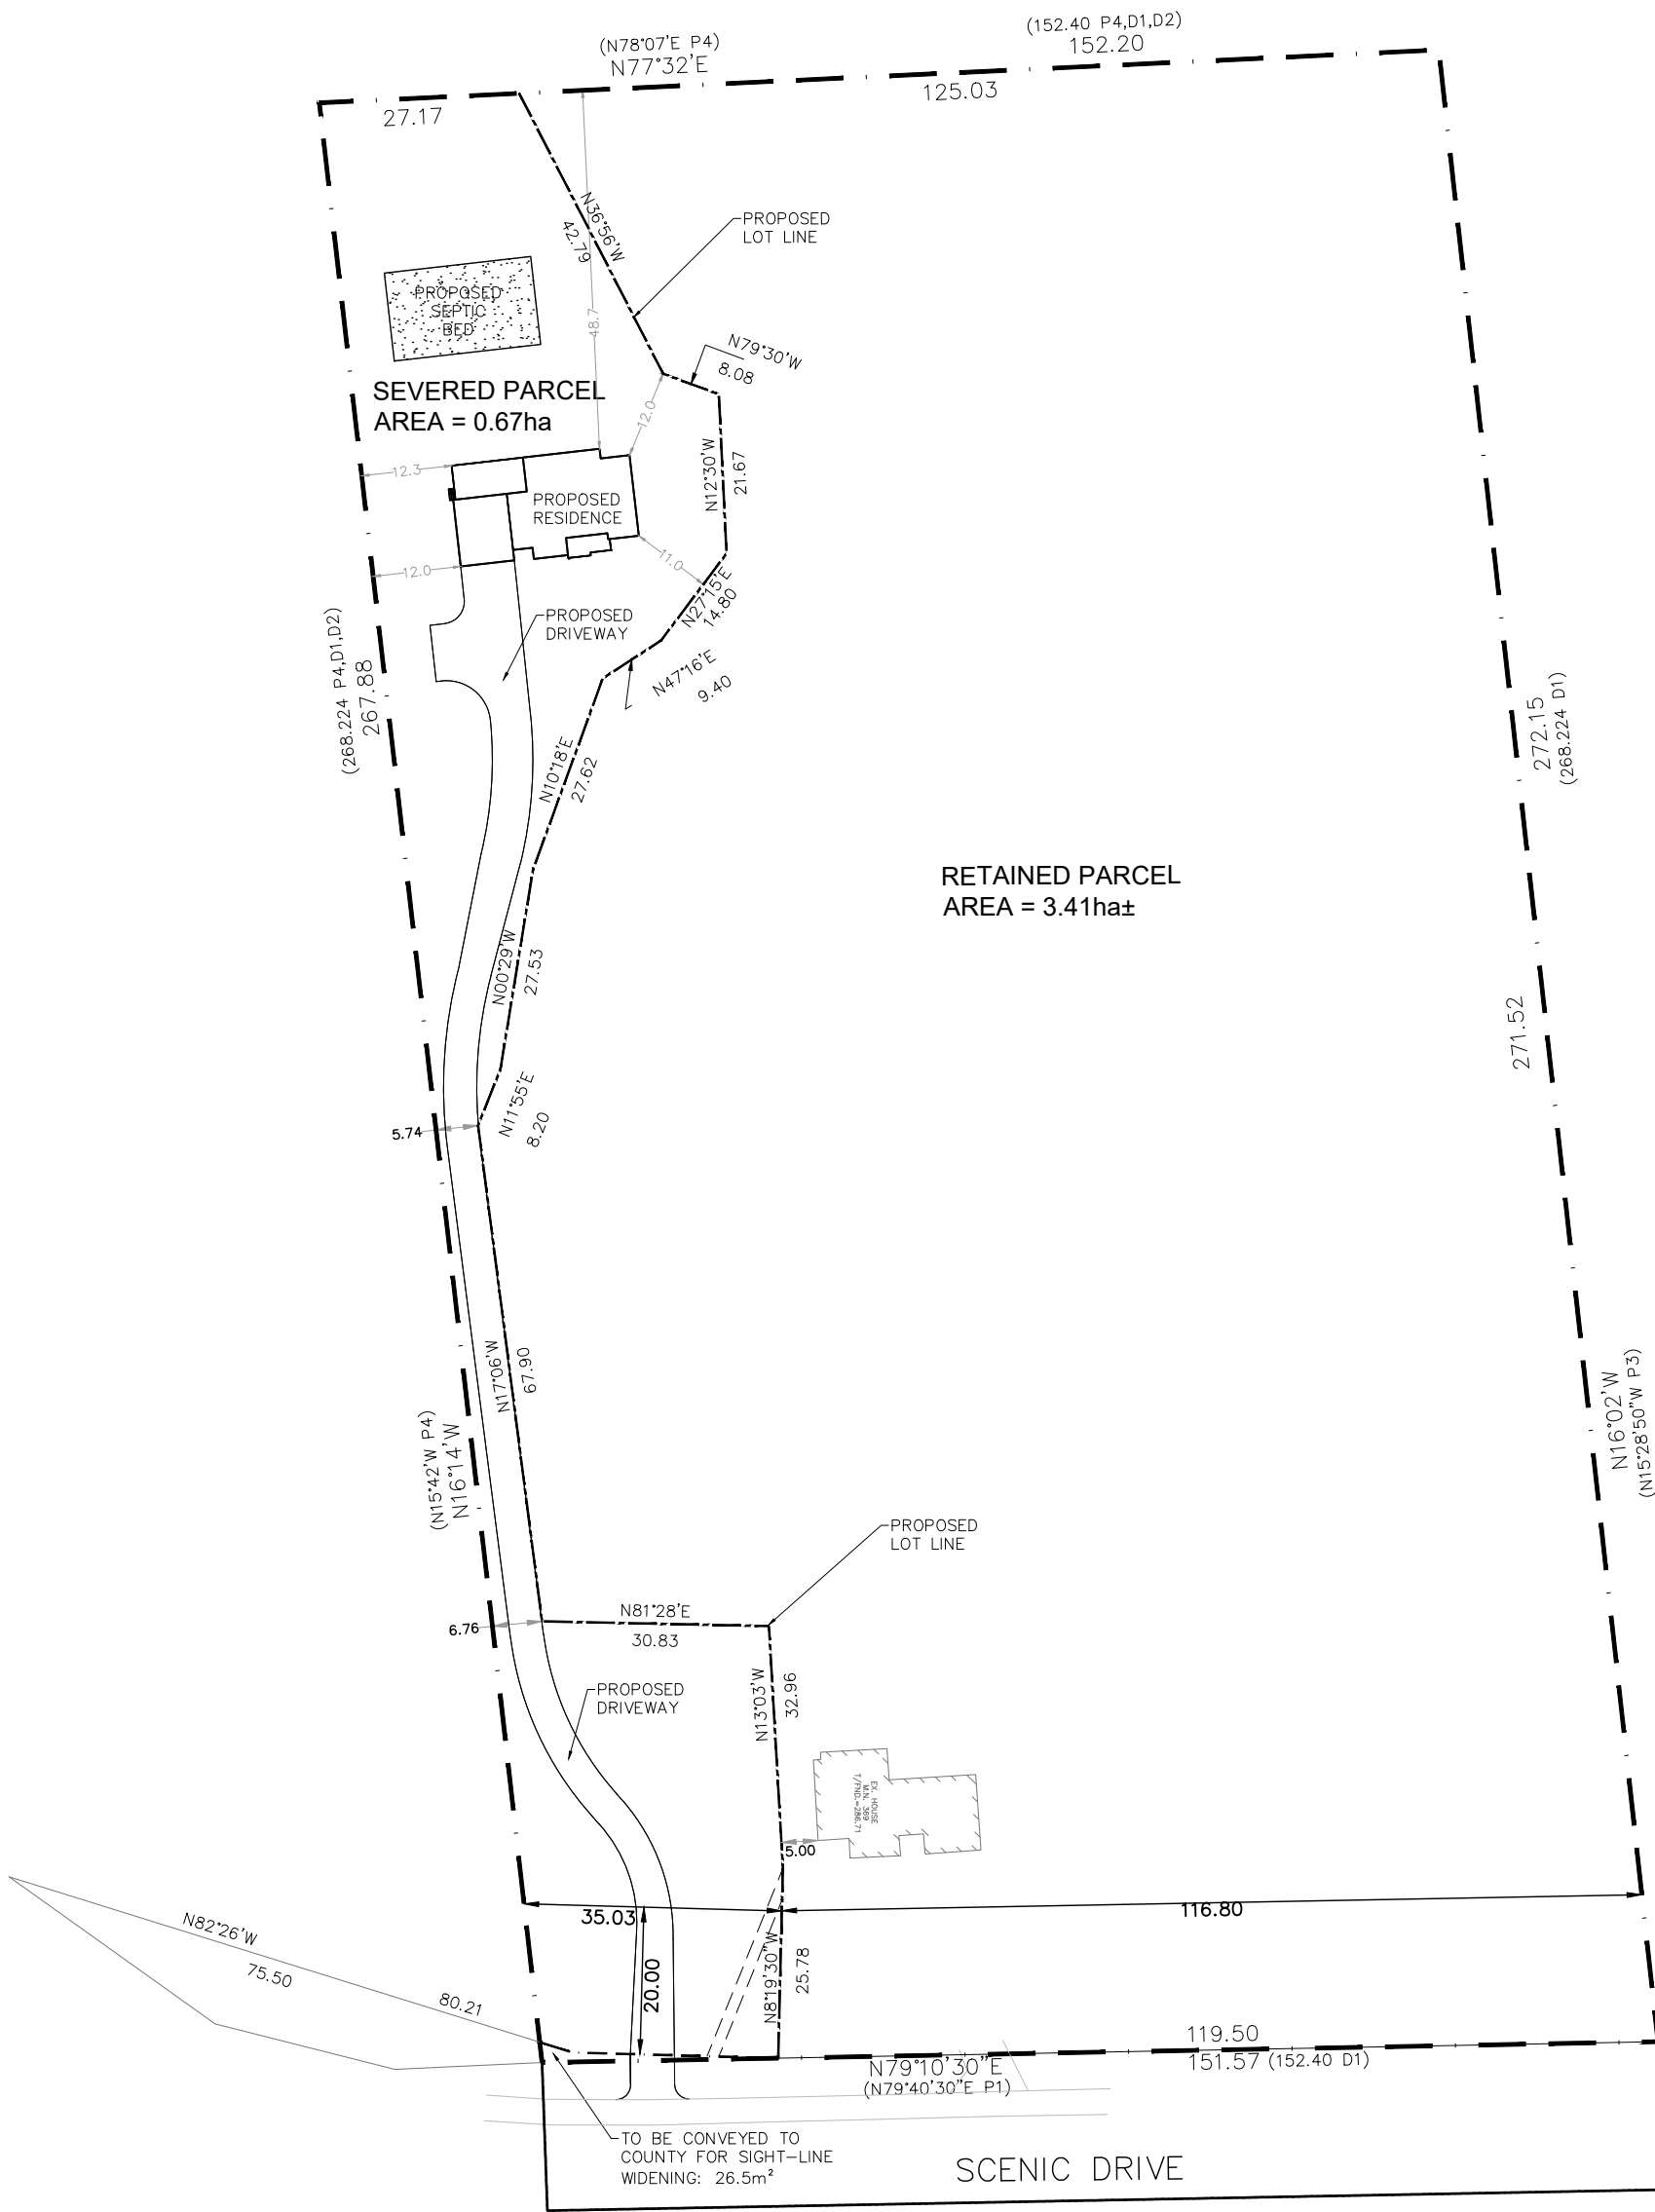 (152.40 P4,D1,D2)
152.20
(N78°07'E P4)
N77°32'E
27.17
125.03
N36°56'W
42.79
PROPOSED
LOT LINE
48.7
PROPOSED
SEPTIC
BED
N79°30'W
8.08
SEVERED PARCEL
AREA = 0.67ha
12.0
12.3
N12°30'W
21.67
PROPOSED
RESIDENCE
11.0
12.0
N27°15'E
14.80
PROPOSED
DRIVEWAY
N47°16'E
9.40
(268.224 P4,D1,D2)
267.88
272.15
(268.224 D1)
N10°18'E
27.62
RETAINED PARCEL
AREA = 3.41ha±
N00°29'W
27.53
271.52
N11°55'E
8.20
5.74
N17°06'W
67.90
(N15°42'W P4)
N16°14'W
N16°02'W
(N15°28'50"W P3)
PROPOSED
LOT LINE
N81°28'E
30.83
6.76
PROPOSED
DRIVEWAY
N13°03'W
32.96
EX. HOUSE
M.N. 369
T/FND.=286.71
5.00
35.03
116.80
N82°26'W
75.50
80.21
20.00
N8°19'30"W
25.78
119.50
N79°10'30"E
151.57 (152.40 D1)
(N79°40'30"E P1)
TO BE CONVEYED TO
COUNTY FOR SIGHT-LINE
WIDENING: 26.5m²
SCENIC DRIVE